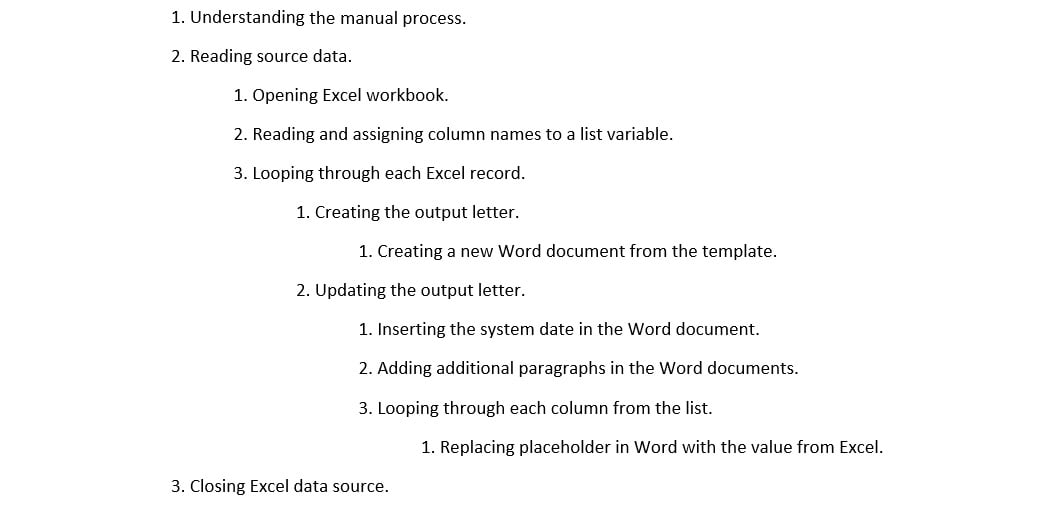 1. Understanding the manual process.
2. Reading source data.
1. Opening Excel workbook.
2. Reading and assigning column names to a list variable.
3. Looping through each Excel record.
1. Creating the output letter.
1. Creating a new Word document from the template.
2. Updating the output letter.
1. Inserting the system date in the Word document.
2. Adding additional paragraphs in the Word documents.
3. Looping through each column from the list.
1. Replacing placeholder in Word with the value from Excel.
3. Closing Excel data source.